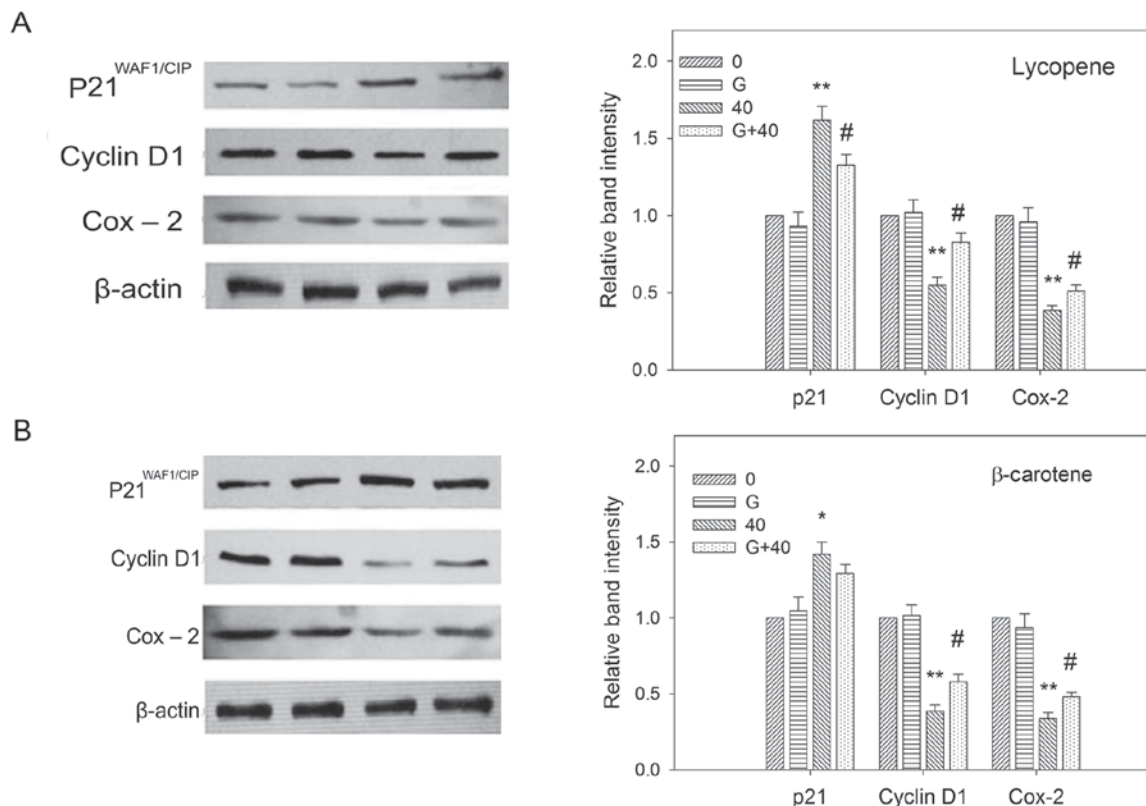 A
P21WAF1/CIP
Cyclin D1
Cox – 2
β-actin
Relative band intensity
2.0
1.5
1.0
0.5
0.0
0
G
40
G+40
Lycopene
**
#
**
#
**
#
p21
Cyclin D1
Cox-2
B
P21WAF1/CIP
Cyclin D1
Cox – 2
β-actin
Relative band intensity
2.0
1.5
1.0
0.5
0.0
0
G
40
G+40
β-carotene
*
**
#
**
#
p21
Cyclin D1
Cox-2